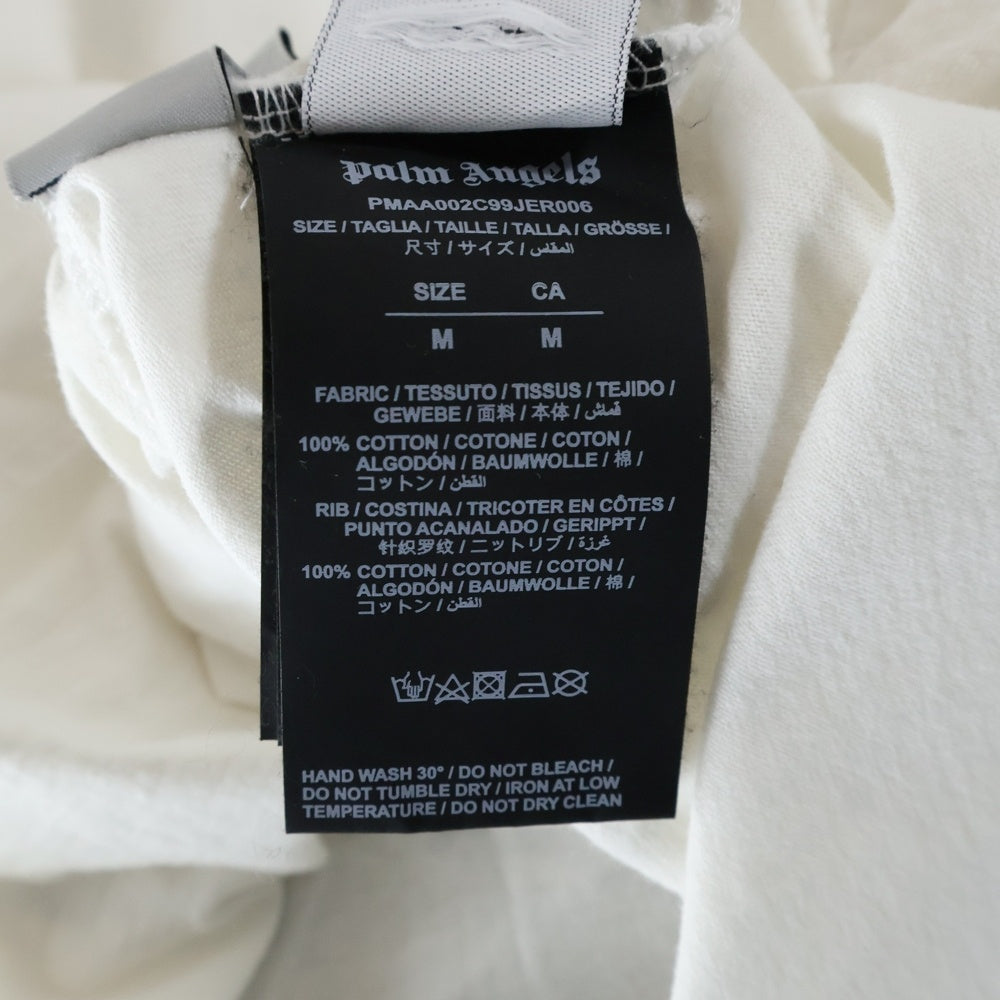 Palm Angels
PMAA002C99JER006
SIZE / TAGLIA / TAILLE / TALLA / GRÖSSE /
尺寸 / サイズ / المقاس
SIZE CA
M M
FABRIC / TESSUTO / TISSUS / TEJIDO /
GEWEBE / 面料 / 本体 / قماش
100% COTTON / COTONE / COTON /
ALGODÓN / BAUMWOLLE / 棉 /
コットン / القطن
RIB / COSTINA / TRICOTER EN CÔTES /
PUNTO ACANALADO / GERIPPT /
针织罗纹 / ニットリブ / غرزة
100% COTTON / COTONE / COTON /
ALGODÓN / BAUMWOLLE / 棉 /
コットン / القطن
HAND WASH 30° / DO NOT BLEACH /
DO NOT TUMBLE DRY / IRON AT LOW
TEMPERATURE / DO NOT DRY CLEAN